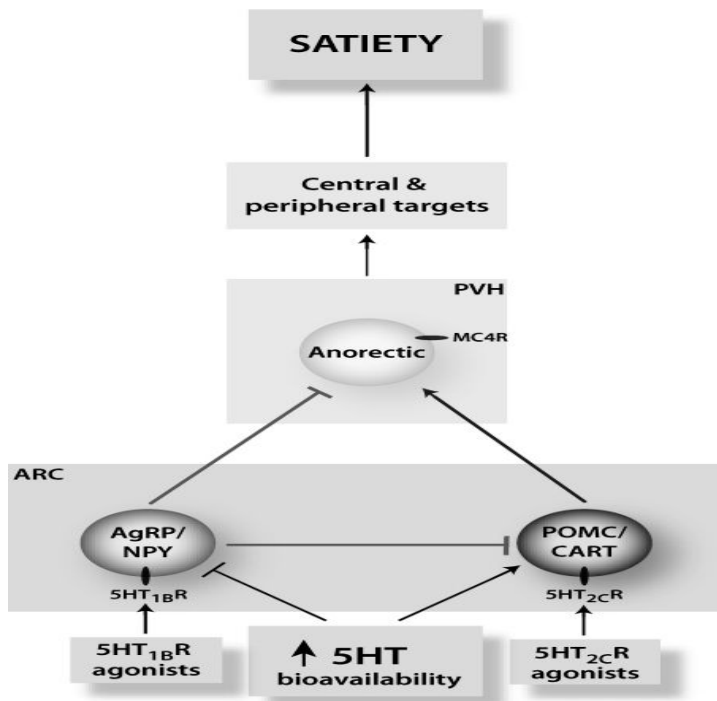 SATIETY
Central &
peripheral targets
PVH
MC4R
Anorectic
ARC
AgRP/
NPY
POMC/
CART
5HT1BR
5HT2CR
5HT1BR
agonists
↑ 5HT
bioavailability
5HT2CR
agonists